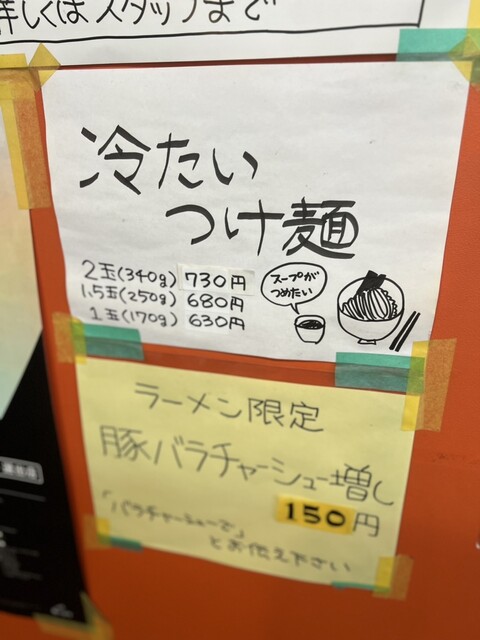 詳しくはスタッフまで
冷たい
つけ麺
2玉(340g) 730円
1.5玉(250g) 680円
1玉(170g) 630円
スープが
つめたい
ラーメン限定
豚バラチャーシュー増し
150円
「バラチャーシューで」
とお伝え下さい